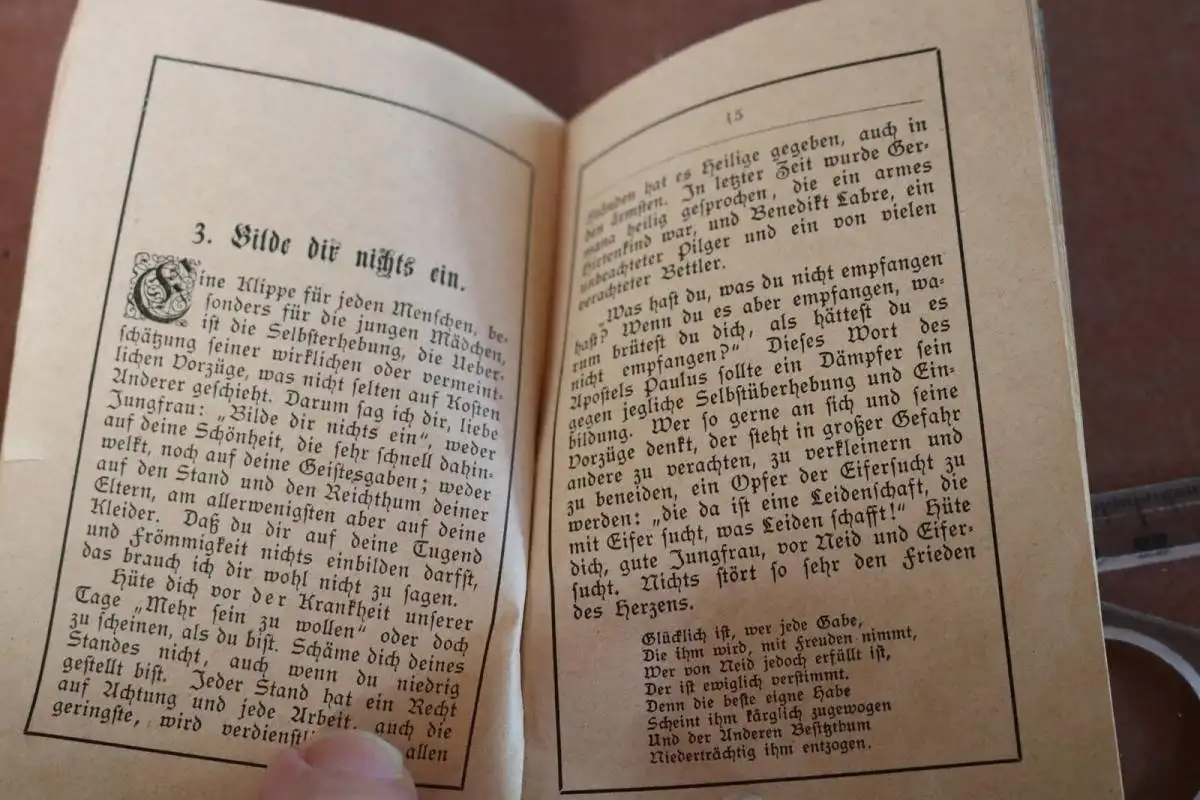 3. Bilde dir nichts ein.
Eine Klippe für jeden Menschen, be-
sonders für die jungen Mädchen,
ist die Selbsterhebung, die Ueber-
schätzung seiner wirklichen oder vermeint-
lichen Vorzüge, was nicht selten auf Kosten
Anderer geschieht. Darum sag ich dir, liebe
Jungfrau: „Bilde dir nichts ein“, weder
auf deine Schönheit, die sehr schnell dahin-
welkt, noch auf deine Geistesgaben; weder
auf den Stand und den Reichthum deiner
Eltern, am allerwenigsten aber auf deine
Kleider. Daß du dir auf deine Tugend
und Frömmigkeit nichts einbilden darfst,
das brauch ich dir wohl nicht zu sagen.
Hüte dich vor der Krankheit unserer
Tage „Mehr sein zu wollen“ oder doch
zu scheinen, als du bist. Schäme dich deines
Standes nicht, auch wenn du niedrig
gestellt bist. Jeder Stand hat ein Recht
auf Achtung und jede Arbeit, auch die
geringste, wird allen
15
Ständen hat es Heilige gegeben, auch in
den ärmsten. In letzter Zeit wurde Ger-
mana heilig gesprochen, die ein armes
Hirtenkind war, und Benedikt Labre, ein
unbeachteter Pilger und ein von vielen
verachteter Bettler.
„Was hast du, was du nicht empfangen
hast? Wenn du es aber empfangen, wa-
rum brütest du dich, als hättest du es
nicht empfangen?“ Dieses Wort des
Apostels Paulus sollte ein Dämpfer sein
gegen jegliche Selbstüberhebung und Ein-
bildung. Wer so gerne an sich und seine
Vorzüge denkt, der steht in großer Gefahr
andere zu verachten, zu verkleinern und
zu beneiden, ein Opfer der Eifersucht zu
werden: „die da ist eine Leidenschaft, die
mit Eifer sucht, was Leiden schafft!“ Hüte
dich, gute Jungfrau, vor Neid und Eifer-
sucht. Nichts stört so sehr den Frieden
des Herzens.
Glücklich ist, wer jede Gabe,
Die ihm wird, mit Freuden nimmt,
Wer von Neid jedoch erfüllt ist,
Der ist ewiglich verstimmt.
Denn die beste eigne Habe
Scheint ihm kärglich zugewogen
Und der Anderen Besitzthum
Niederträchtig ihm entzogen.